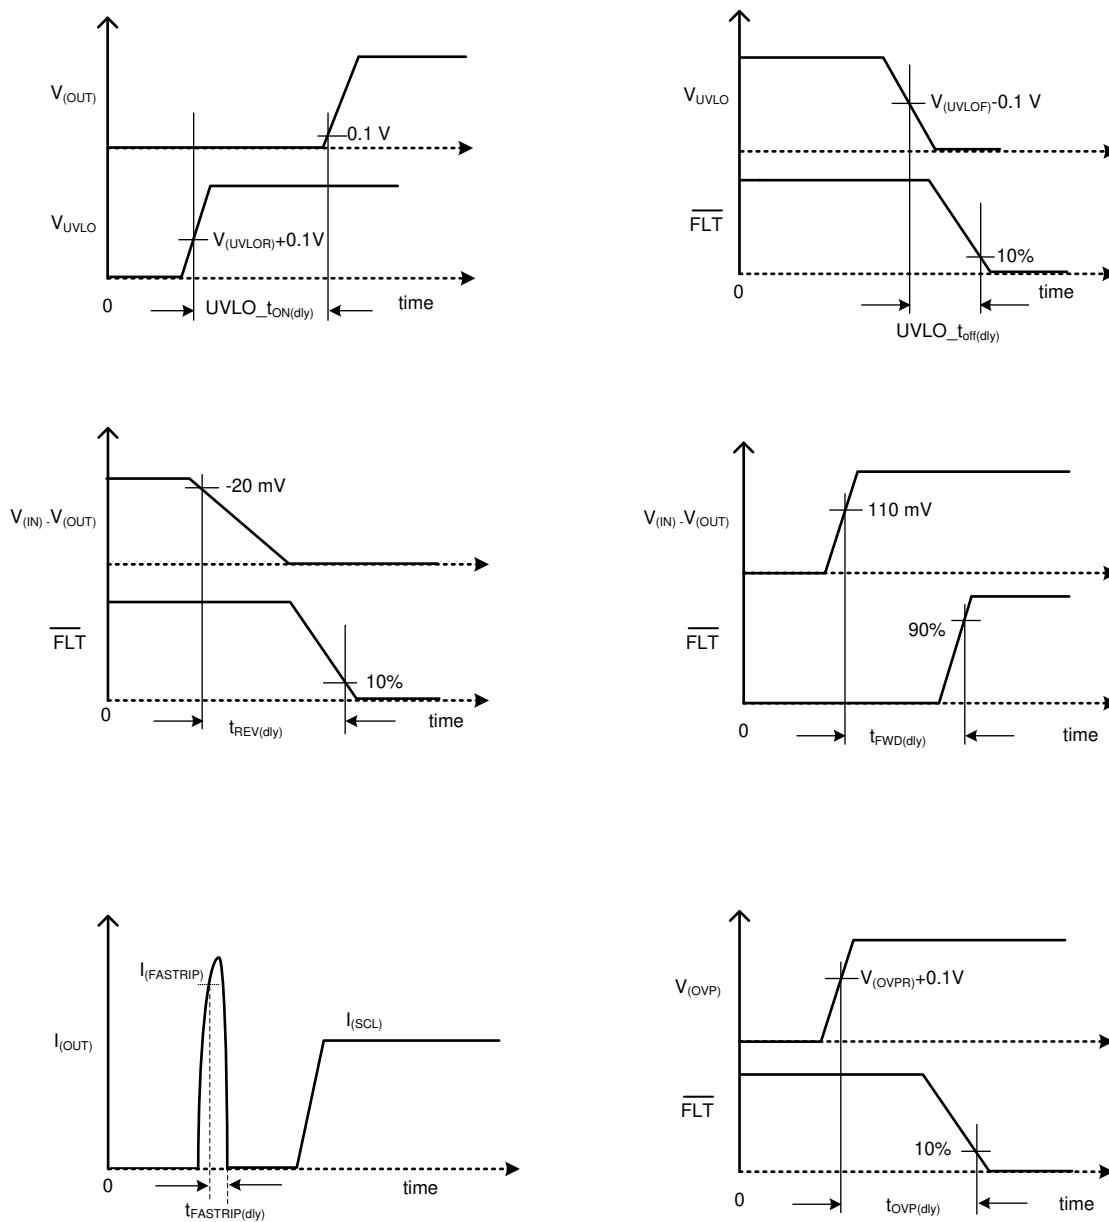 V(OUT)
0.1 V
VUVLO
V(UVLOR)+0.1V
0
UVLO_tON(dly)
time
VUVLO
V(UVLOF)-0.1 V
FLT
10%
0
time
UVLO_toff(dly)
-20 mV
V(IN) -V(OUT)
FLT
10%
0
tREV(dly)
time
110 mV
V(IN) -V(OUT)
90%
FLT
0
tFWD(dly)
time
I(FASTRIP)
I(SCL)
I(OUT)
0
time
tFASTRIP(dly)
V(OVP)
V(OVPR)+0.1V
FLT
10%
0
tOVP(dly)
time